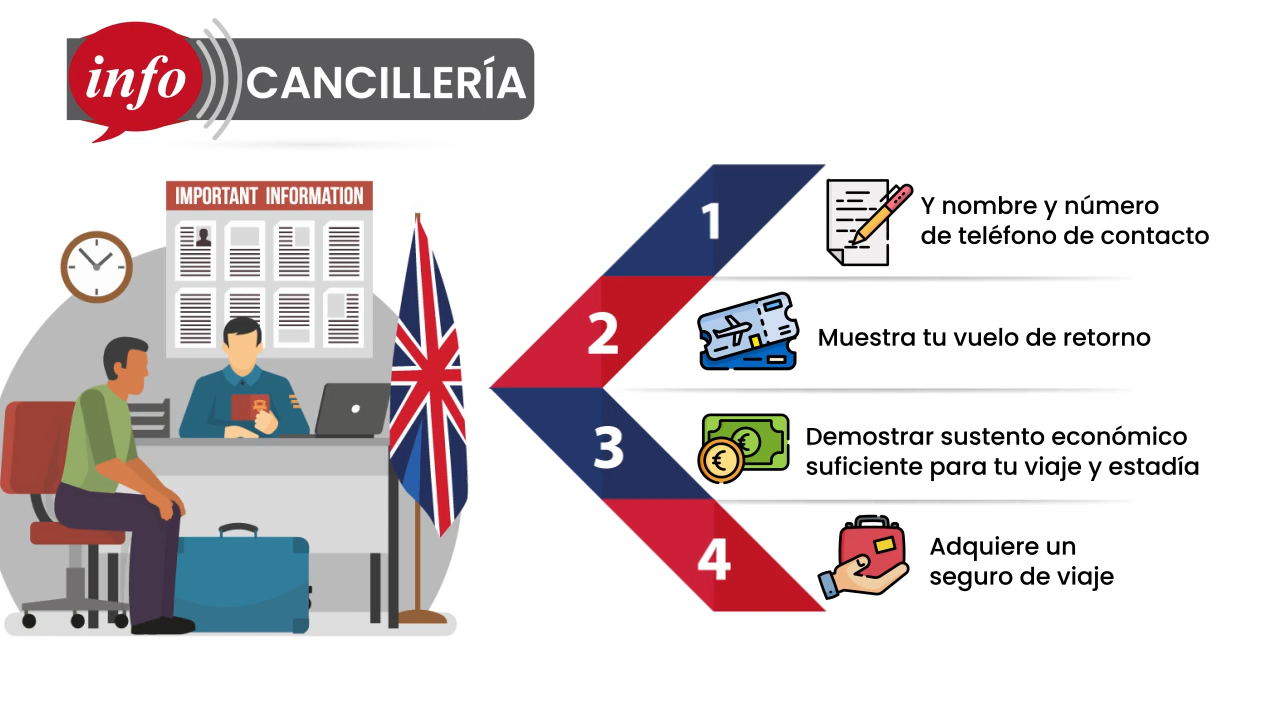 info CANCILLERÍA
IMPORTANT INFORMATION
1
Y nombre y número
de teléfono de contacto
2
Muestra tu vuelo de retorno
3
Demostrar sustento económico
suficiente para tu viaje y estadía
4
Adquiere un
seguro de viaje